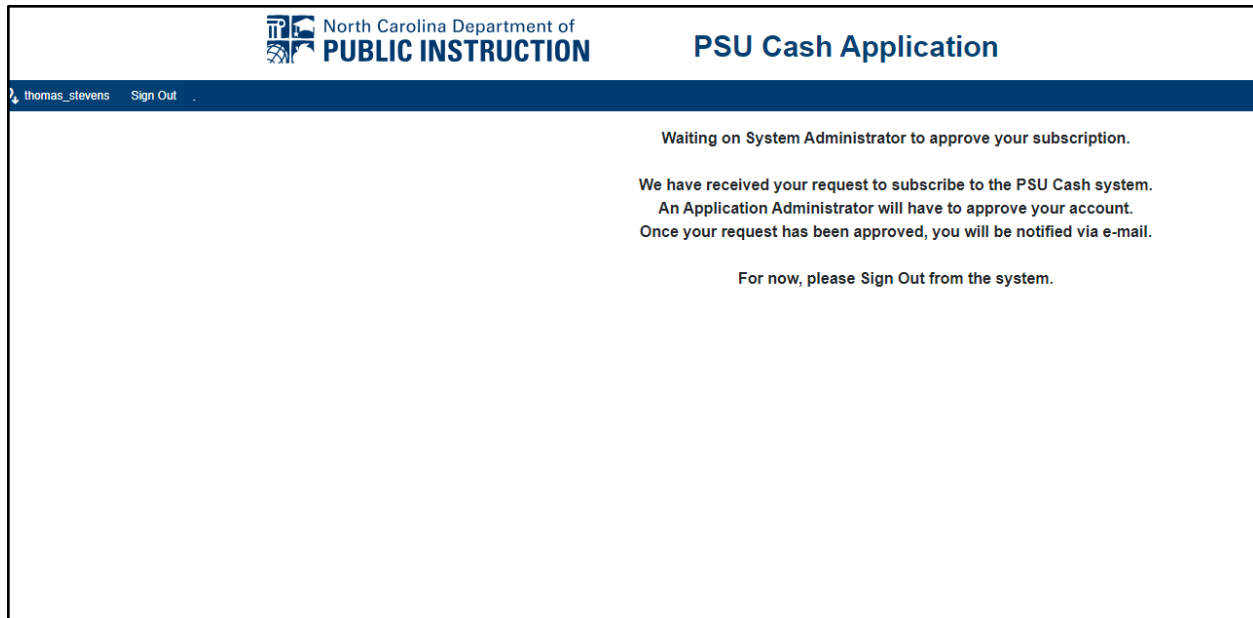 North Carolina Department of
PUBLIC INSTRUCTION
PSU Cash Application
thomas_stevens Sign Out .
Waiting on System Administrator to approve your subscription.
We have received your request to subscribe to the PSU Cash system.
An Application Administrator will have to approve your account.
Once your request has been approved, you will be notified via e-mail.
For now, please Sign Out from the system.